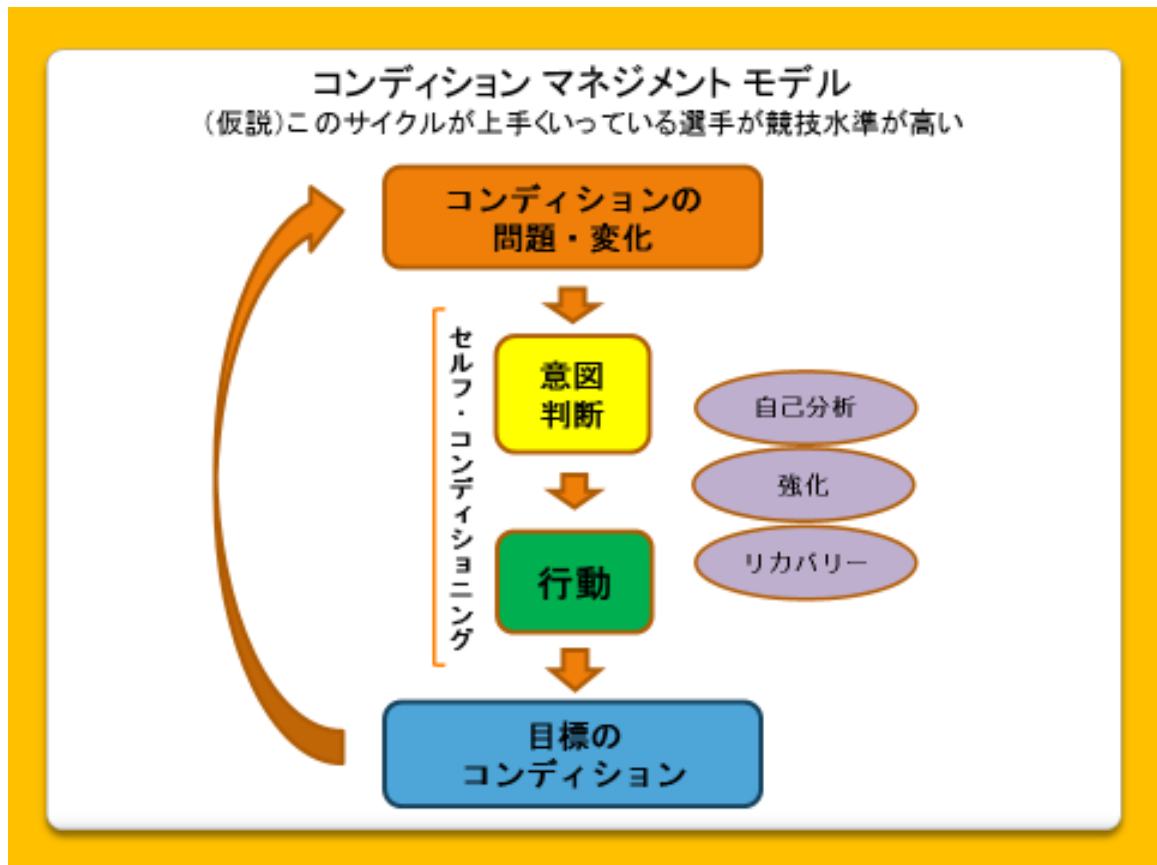 コンディション マネジメント モデル
(仮説)このサイクルが上手くいっている選手が競技水準が高い
コンディションの
問題・変化
セルフ・コンディショニング
意図
判断
自己分析
強化
行動
リカバリー
目標の
コンディション